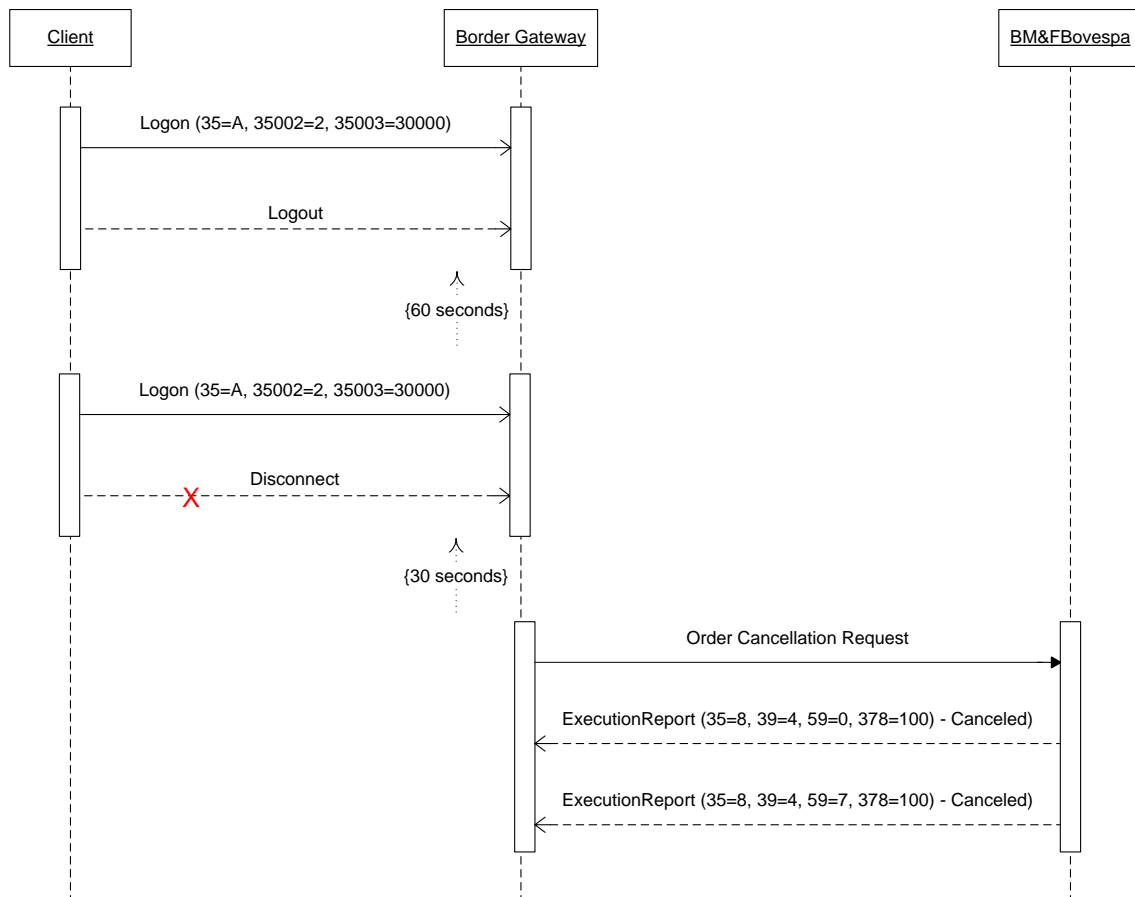 Client
Border Gateway
BM&FBovespa
Logon (35=A, 35002=2, 35003=30000)
Logout
{60 seconds}
Logon (35=A, 35002=2, 35003=30000)
Disconnect
X
{30 seconds}
Order Cancellation Request
ExecutionReport (35=8, 39=4, 59=0, 378=100) - Canceled)
ExecutionReport (35=8, 39=4, 59=7, 378=100) - Canceled)